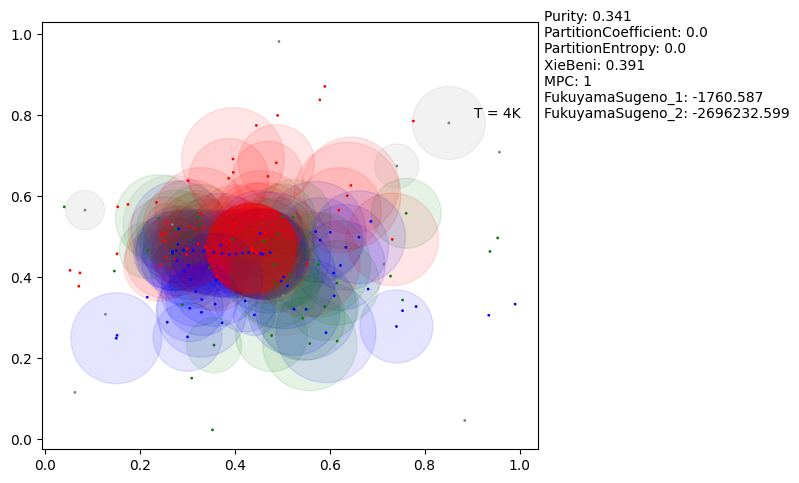 Purity: 0.341
PartitionCoefficient: 0.0
PartitionEntropy: 0.0
XieBeni: 0.391
MPC: 1
FukuyamaSugeno_1: -1760.587
FukuyamaSugeno_2: -2696232.599
T = 4K
1.0
0.8
0.6
0.4
0.2
0.0
0.0 0.2 0.4 0.6 0.8 1.0